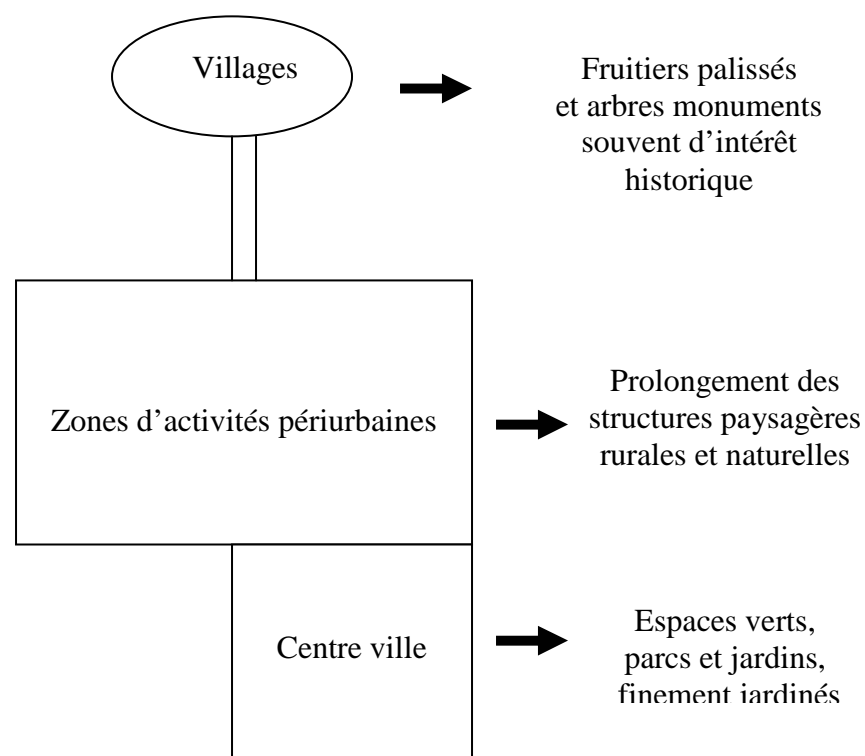 Villages
Fruitiers palissés
et arbres monuments
souvent d'intérêt
historique
Zones d'activités périurbaines
Prolongement des
structures paysagères
rurales et naturelles
Centre ville
Espaces verts,
parcs et jardins,
finement jardinés